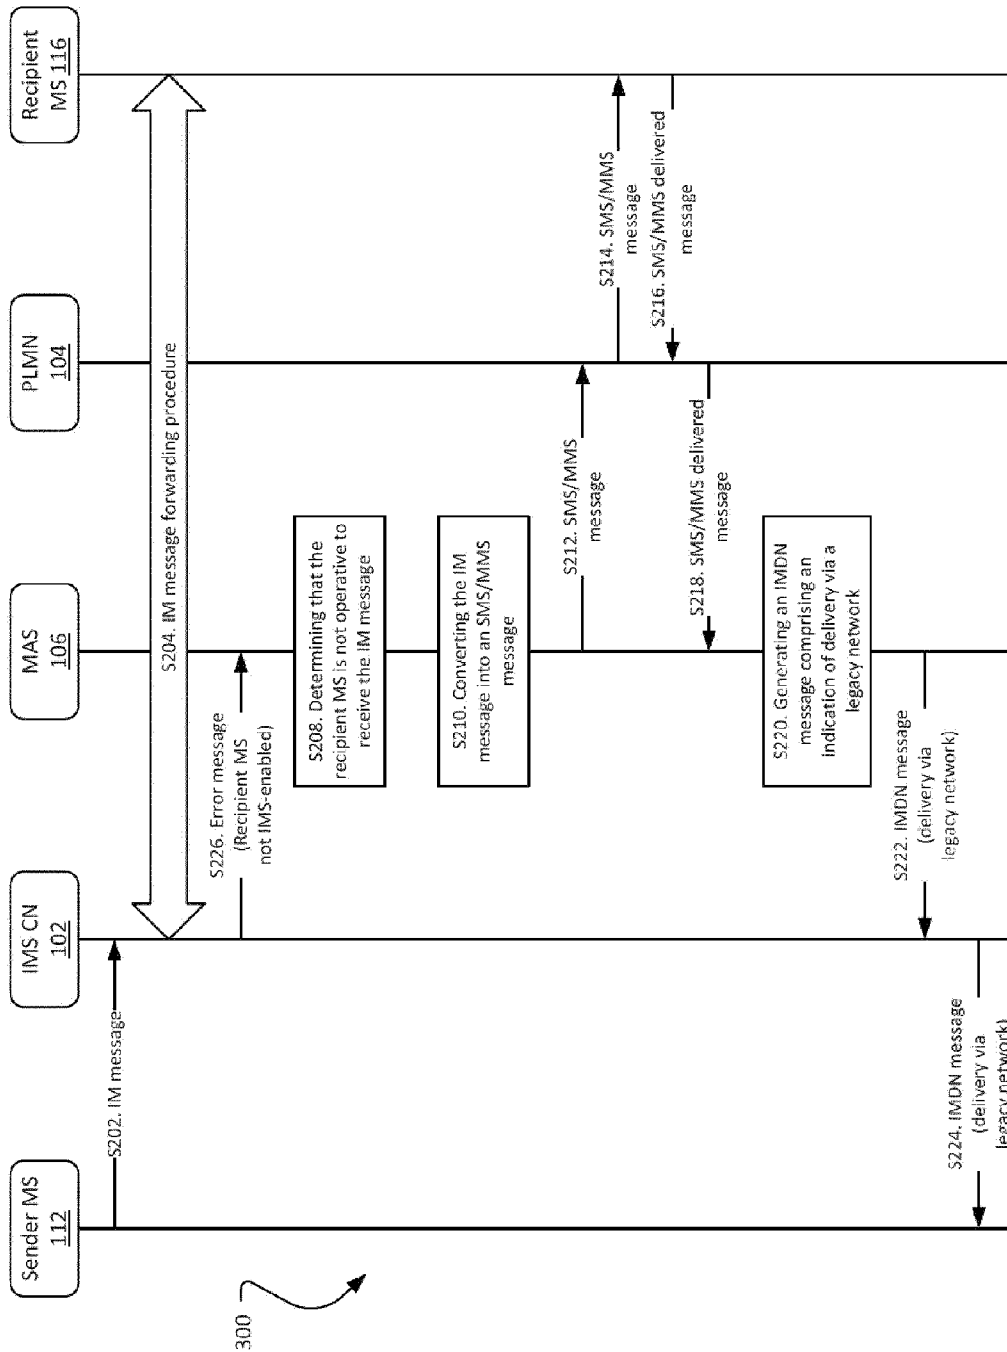 Sender MS
112
IMS CN
102
MAS
106
PLMN
104
Recipient
MS 116
S202. IM message
S204. IM message forwarding procedure
S226. Error message
(Recipient MS
not IMS-enabled)
300
S208. Determining that the
recipient MS is not operative to
receive the IM message
S210. Converting the IM
message into an SMS/MMS
message
S212. SMS/MMS
message
S214. SMS/MMS
message
S216. SMS/MMS delivered
message
S218. SMS/MMS delivered
message
S220. Generating an IMDN
message comprising an
indication of delivery via a
legacy network
S222. IMDN message
(delivery via
legacy network)
S224. IMDN message
(delivery via
legacy network)